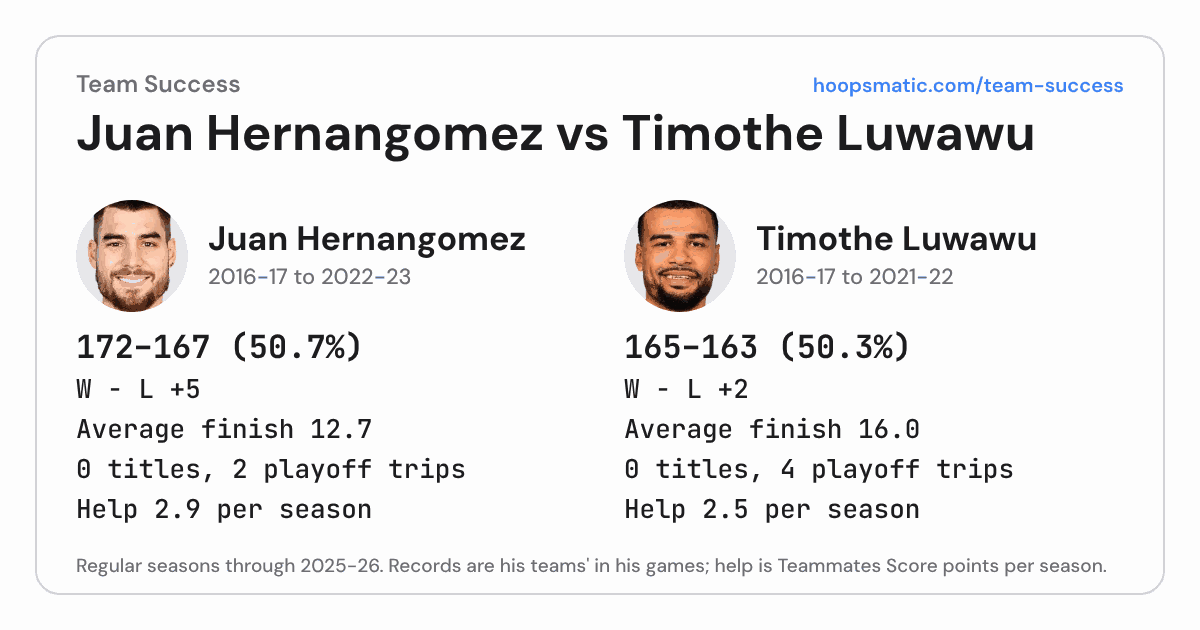 Team Success
hoopsmatic.com/team-success
Juan Hernangomez vs Timothe Luwawu
Juan Hernangomez
2016-17 to 2022-23
172-167 (50.7%)
W - L +5
Average finish 12.7
0 titles, 2 playoff trips
Help 2.9 per season
Timothe Luwawu
2016-17 to 2021-22
165-163 (50.3%)
W - L +2
Average finish 16.0
0 titles, 4 playoff trips
Help 2.5 per season
Regular seasons through 2025-26. Records are his teams' in his games; help is Teammates Score points per season.